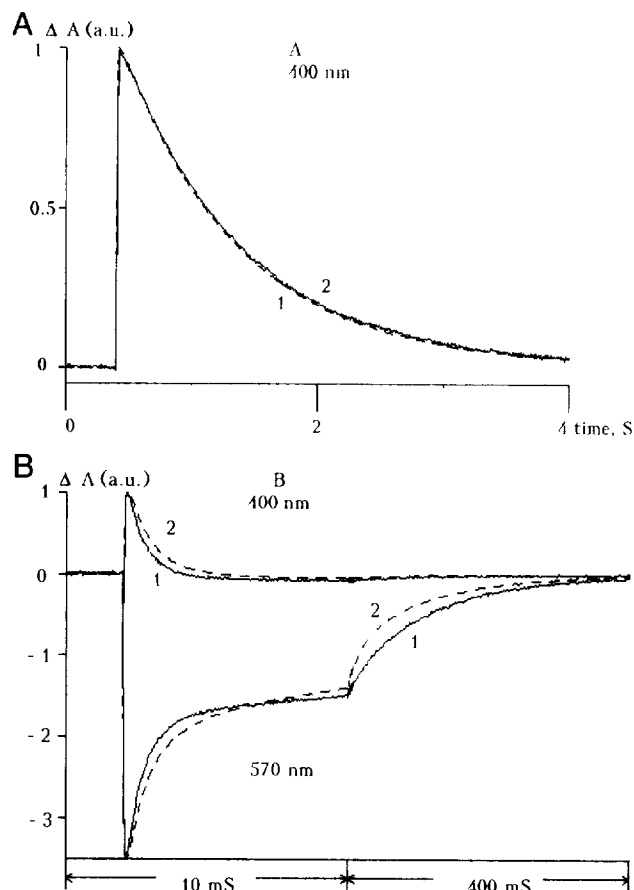 A
Δ A (a.u.)
1
A
400 nm
0.5
2
1
0
0
2
4 time, S
B
Δ A (a.u.)
B
400 nm
1
2
0
1
2
1
- 1
- 2
570 nm
- 3
10 mS
400 mS